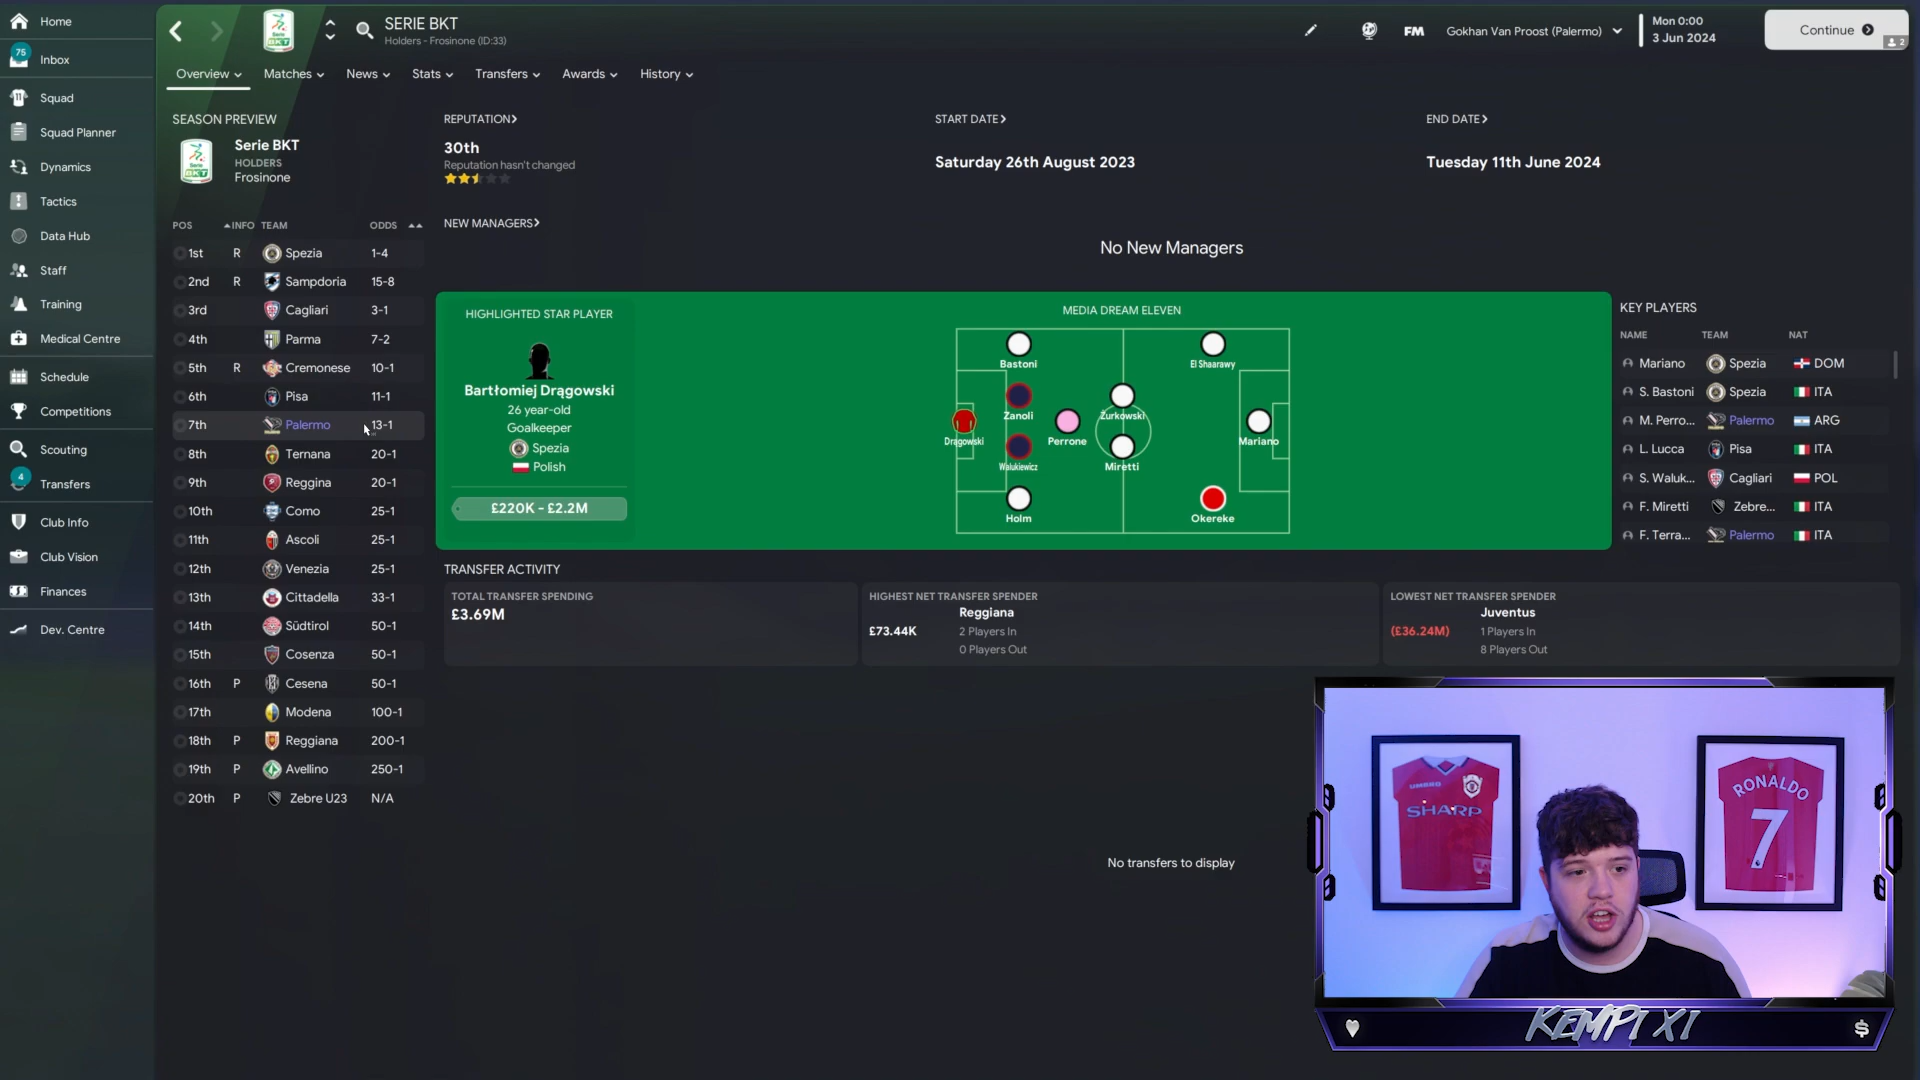 Home
75
Inbox
Squad
Squad Planner
Dynamics
Tactics
Data Hub
Staff
Training
Medical Centre
Schedule
Competitions
Scouting
4
Transfers
Club Info
Club Vision
Finances
Dev. Centre
SERIE BKT
Holders - Frosinone (ID:33)
FM
Gokhan Van Proost (Palermo)
Mon 0:00
3 Jun 2024
Continue
2
Overview
Matches
News
Stats
Transfers
Awards
History
SEASON PREVIEW
Serie BKT
HOLDERS
Frosinone
REPUTATION>
30th
Reputation hasn't changed
START DATE>
Saturday 26th August 2023
END DATE>
Tuesday 11th June 2024
NEW MANAGERS>
No New Managers
POS INFO TEAM ODDS
1st R Spezia 1-4
2nd R Sampdoria 15-8
3rd Cagliari 3-1
4th Parma 7-2
5th R Cremonese 10-1
6th Pisa 11-1
7th Palermo 13-1
8th Ternana 20-1
9th Reggina 20-1
10th Como 25-1
11th Ascoli 25-1
12th Venezia 25-1
13th Cittadella 33-1
14th Südtirol 50-1
15th Cosenza 50-1
16th P Cesena 50-1
17th Modena 100-1
18th P Reggiana 200-1
19th P Avellino 250-1
20th P Zebre U23 N/A
HIGHLIGHTED STAR PLAYER
Bartłomiej Drągowski
26 year-old
Goalkeeper
Spezia
Polish
£220K - £2.2M
MEDIA DREAM ELEVEN
Bastoni
El Shaarawy
Zanoli
Żurkowski
Drągowski
Perrone
Mariano
Walukiewicz
Miretti
Holm
Okereke
KEY PLAYERS
NAME TEAM NAT
Mariano Spezia DOM
S. Bastoni Spezia ITA
M. Perro... Palermo ARG
L. Lucca Pisa ITA
S. Waluk... Cagliari POL
F. Miretti Zebre... ITA
F. Terra... Palermo ITA
TRANSFER ACTIVITY
TOTAL TRANSFER SPENDING
£3.69M
HIGHEST NET TRANSFER SPENDER
Reggiana
£73.44K
2 Players In
0 Players Out
LOWEST NET TRANSFER SPENDER
Juventus
(£36.24M)
1 Players In
8 Players Out
No transfers to display
UMBRO
SHARP
RONALDO
7
KEMPI XI
$